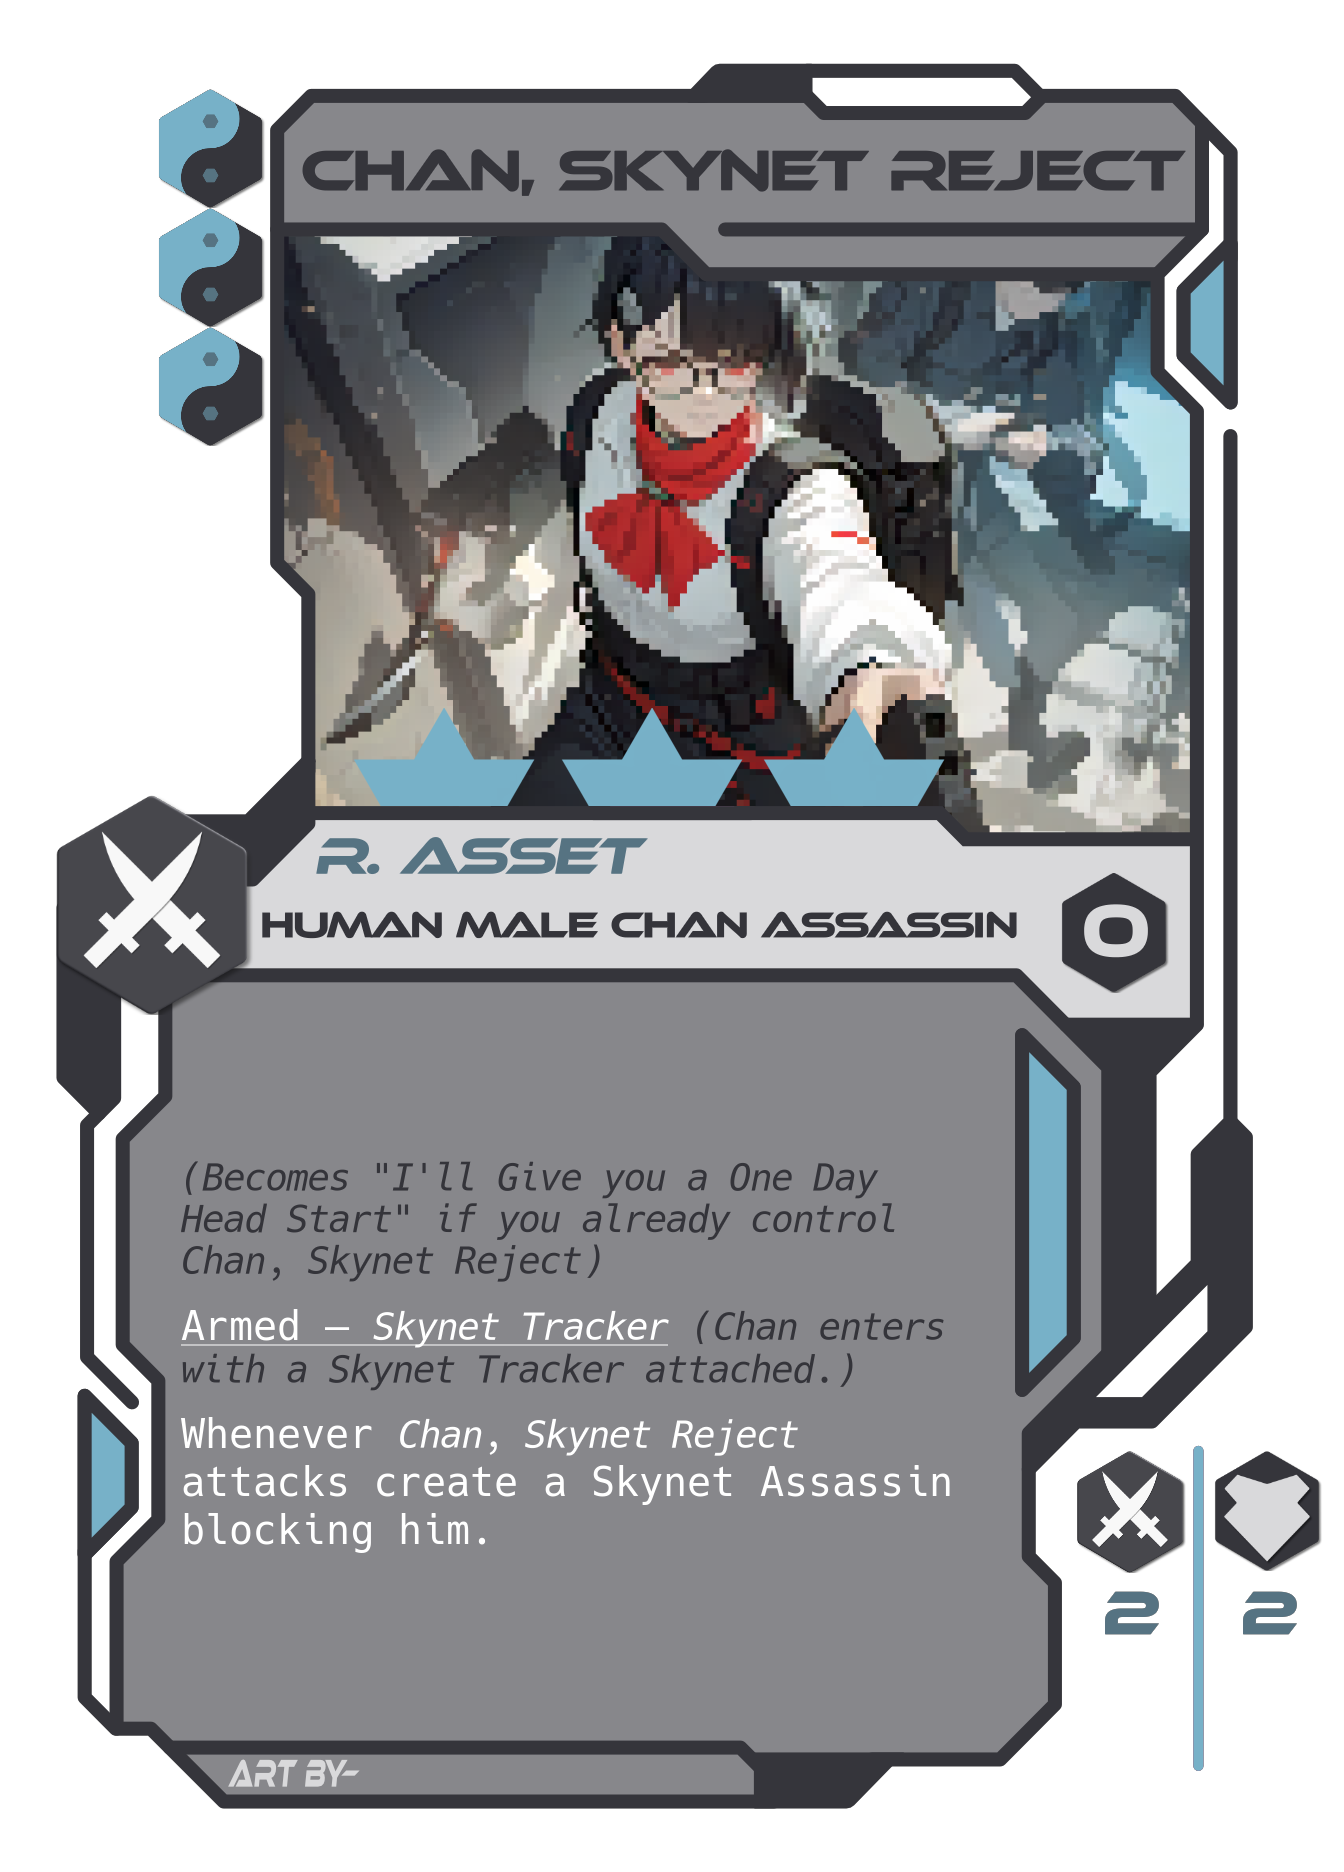 CHAN, SKYNET REJECT
R. ASSET
HUMAN MALE CHAN ASSASSIN
0
(Becomes "I'll Give you a One Day
Head Start" if you already control
Chan, Skynet Reject)
Armed – Skynet Tracker (Chan enters
with a Skynet Tracker attached.)
Whenever Chan, Skynet Reject
attacks create a Skynet Assassin
blocking him.
2 2
ART BY-